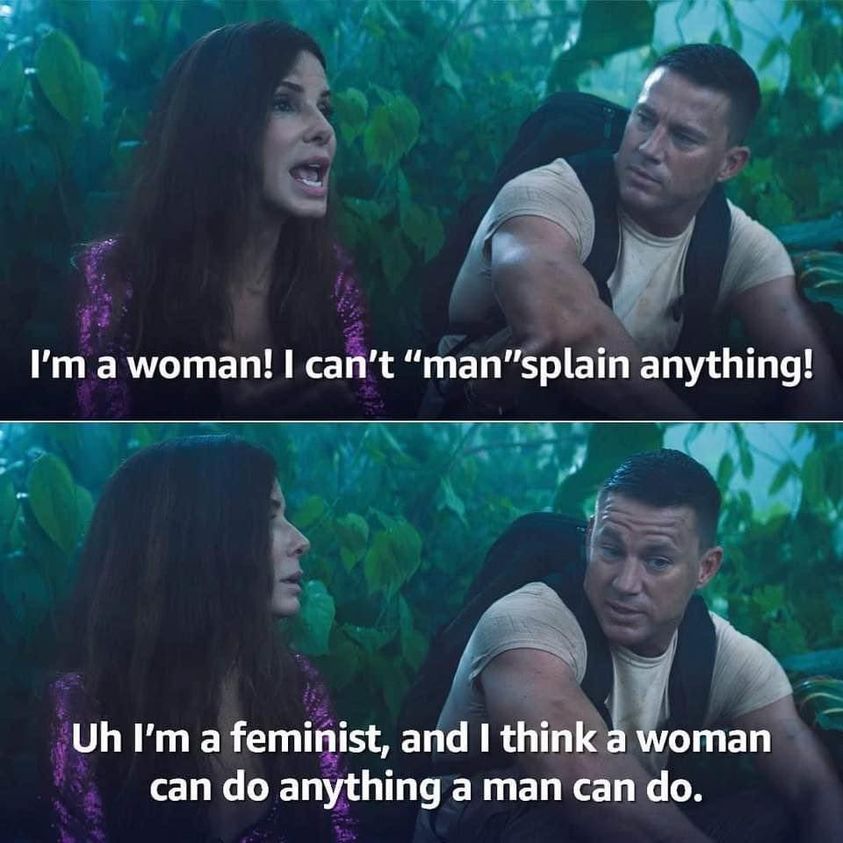 I'm a woman! I can't “man”splain anything!
Uh I'm a feminist, and I think a woman
can do anything a man can do.